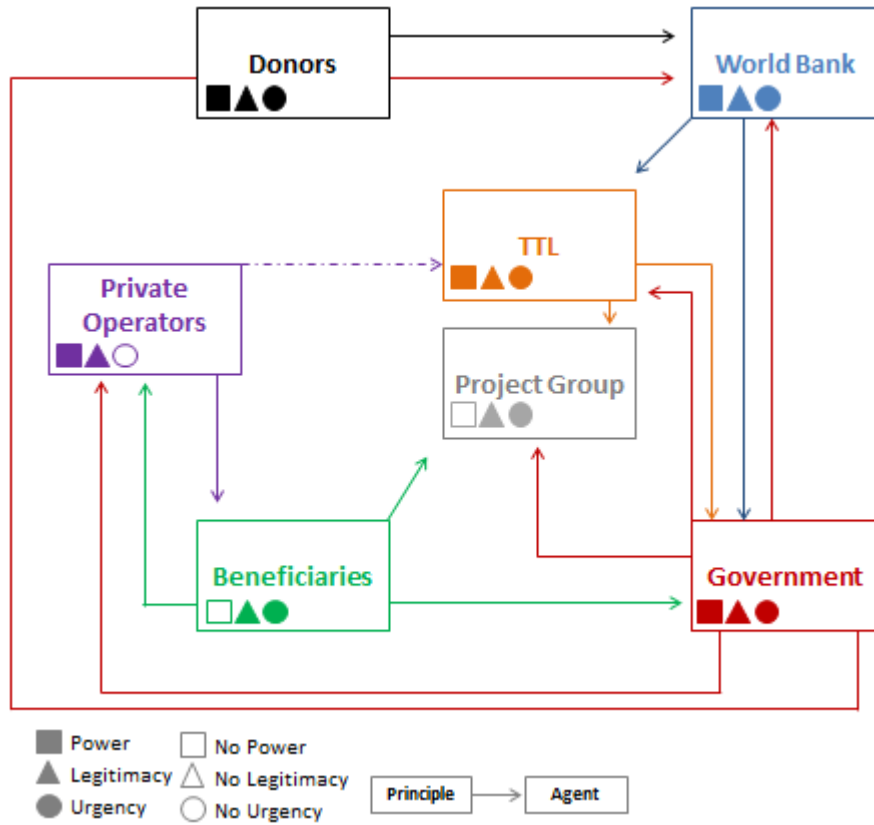 Donors
World Bank
TTL
Private
Operators
Project Group
Beneficiaries
Government
Power
No Power
Legitimacy
No Legitimacy
Urgency
No Urgency
Principle
Agent